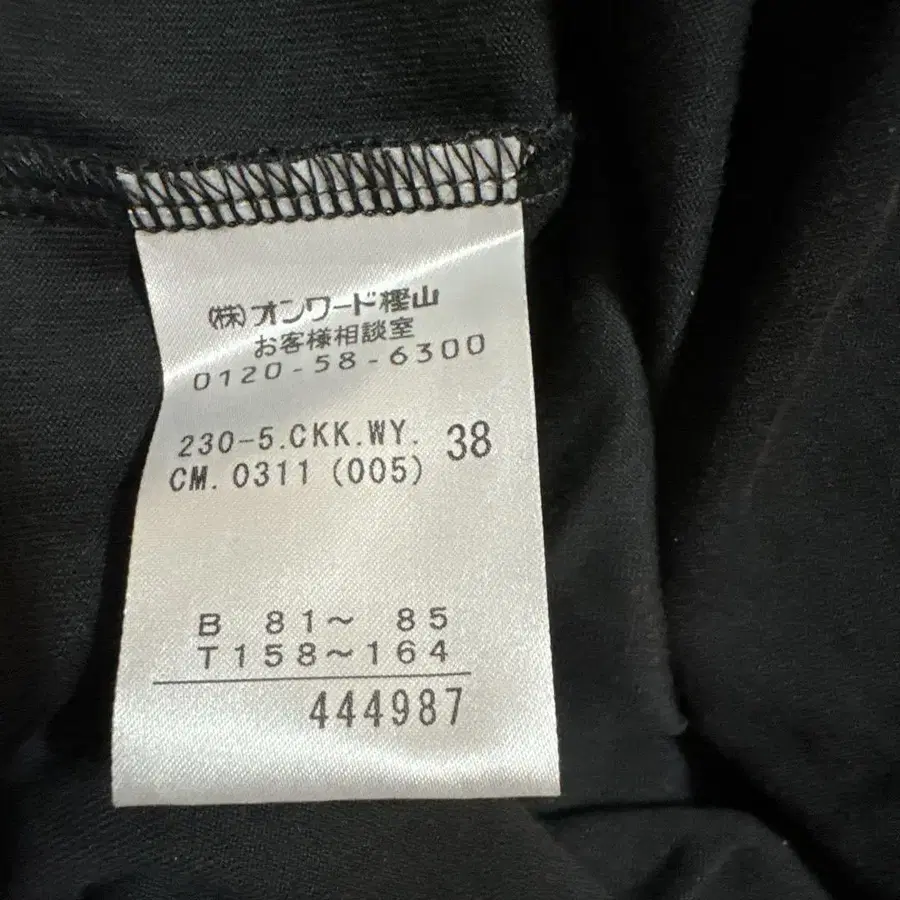 (株)オンワード樫山
お客様相談室
0120-58-6300
230-5.CKK.WY. 38
CM.0311(005)
B 81~ 85
T158~164
444987